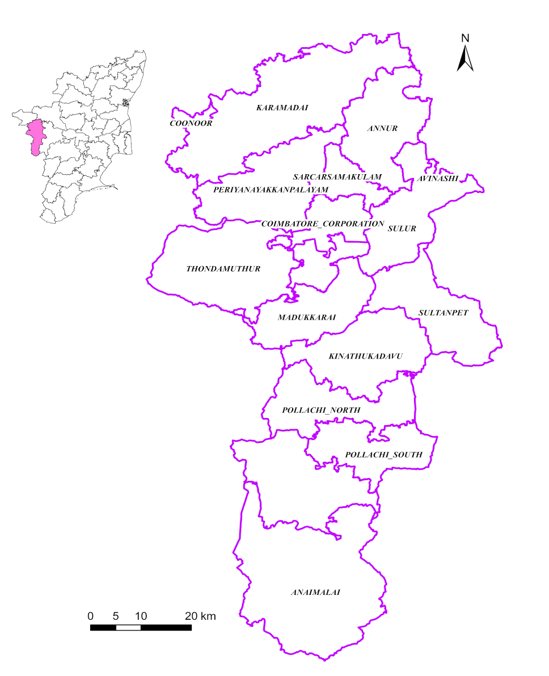 N
KARAMADAI
COONOOR
ANNUR
SARCARSAMAKULAM
AVINASHI
PERIYANAYAKKANPALAYAM
COIMBATORE_CORPORATION
SULUR
THONDAMUTHUR
MADUKKARAI
SULTANPET
KINATHUKADAVU
POLLACHI_NORTH
POLLACHI_SOUTH
ANAIMALAI
0 5 10 20 km